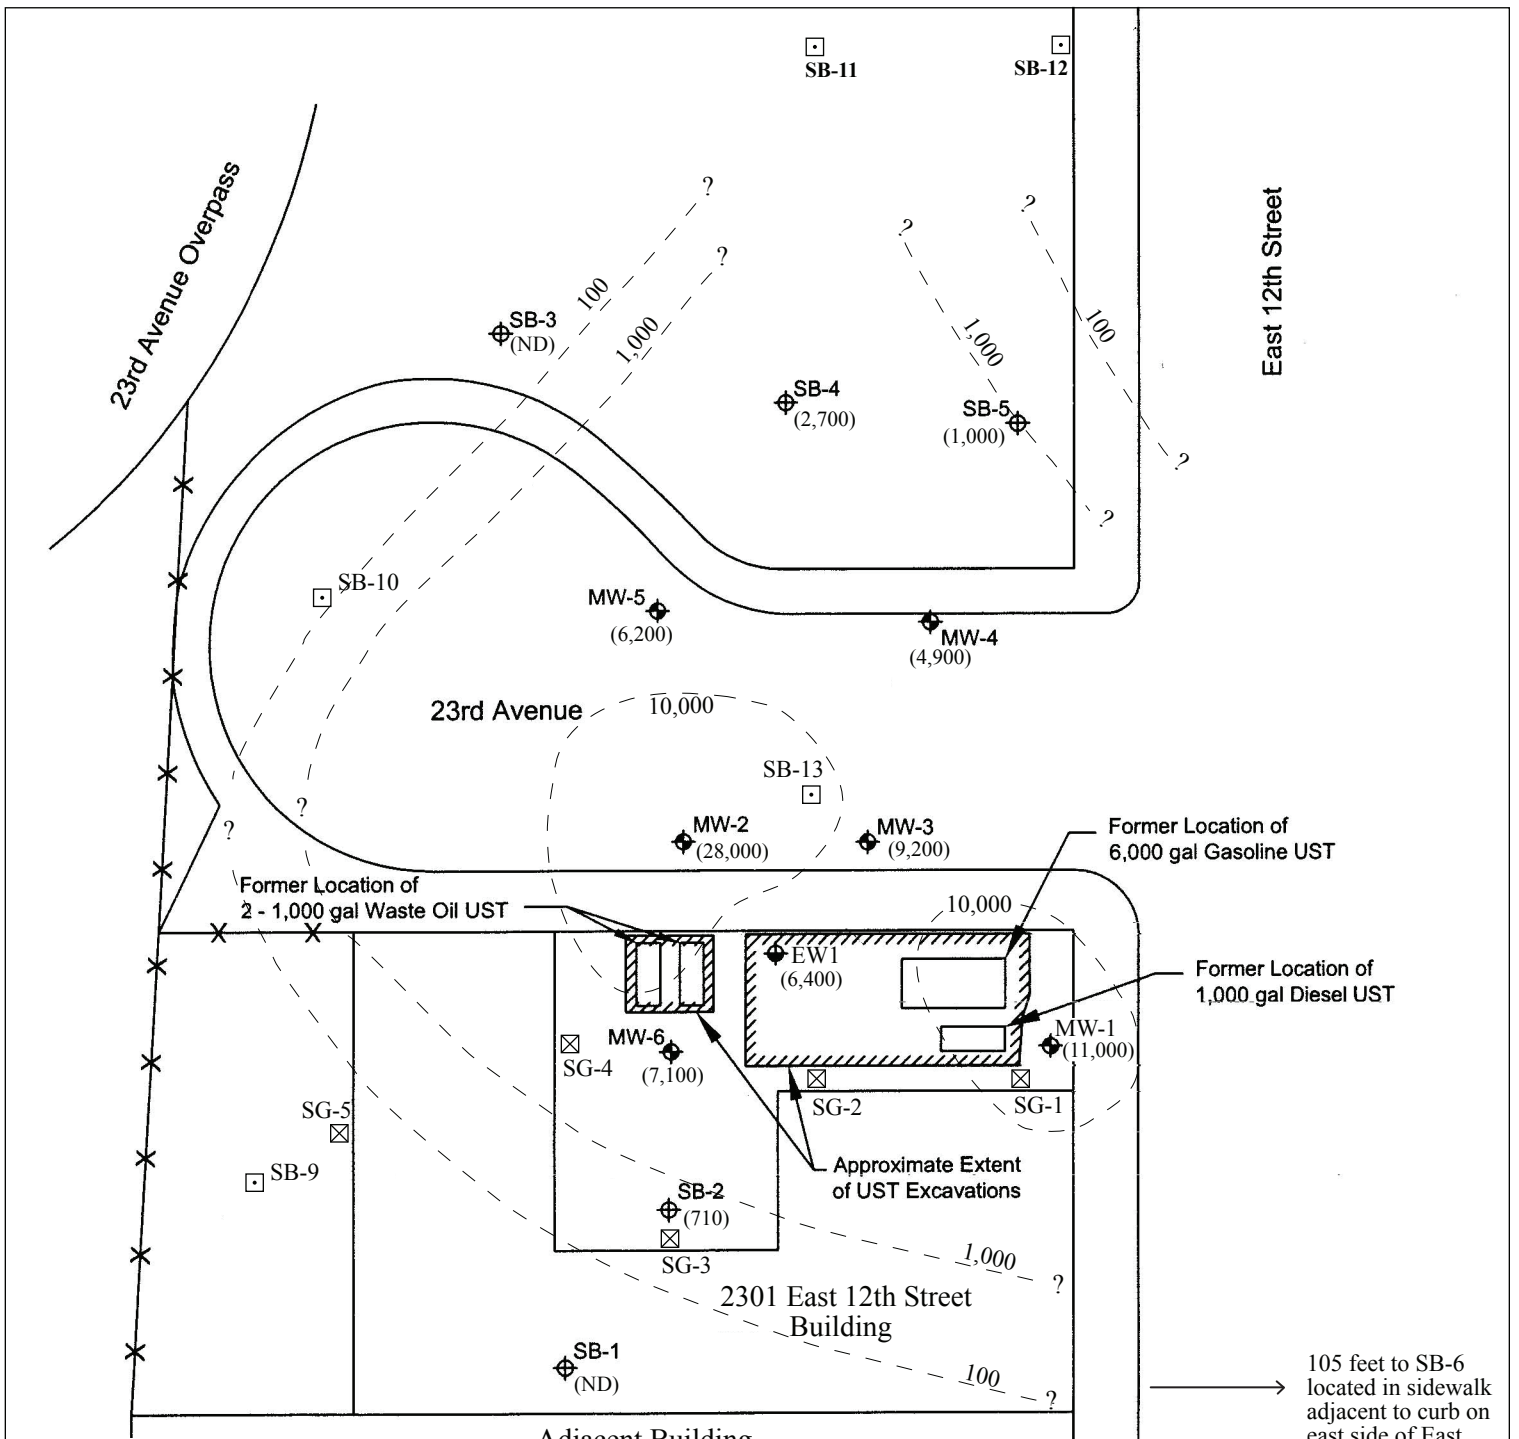 SB-11
SB-12
23rd Avenue Overpass
East 12th Street
?
?
?
?
100
1,000
1,000
100
SB-3
(ND)
SB-4
(2,700)
SB-5
(1,000)
?
?
SB-10
MW-5
(6,200)
MW-4
(4,900)
23rd Avenue
10,000
SB-13
?
?
MW-2
(28,000)
MW-3
(9,200)
Former Location of
6,000 gal Gasoline UST
Former Location of
2 - 1,000 gal Waste Oil UST
10,000
EW1
(6,400)
Former Location of
1,000 gal Diesel UST
MW-6
(7,100)
MW-1
(11,000)
SG-4
SG-2
SG-1
SG-5
SB-9
Approximate Extent
of UST Excavations
SB-2
(710)
SG-3
1,000
?
2301 East 12th Street
Building
SB-1
(ND)
100
?
105 feet to SB-6
located in sidewalk
adjacent to curb on
east side of East
Adjacent Building